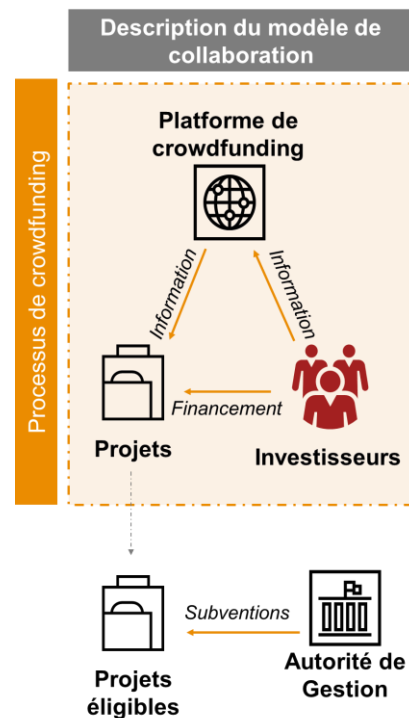 Description du modèle de
collaboration
Processus de crowdfunding
Platforme de
crowdfunding
Information
Information
Financement
Projets
Investisseurs
Subventions
Projets
éligibles
Autorité de
Gestion